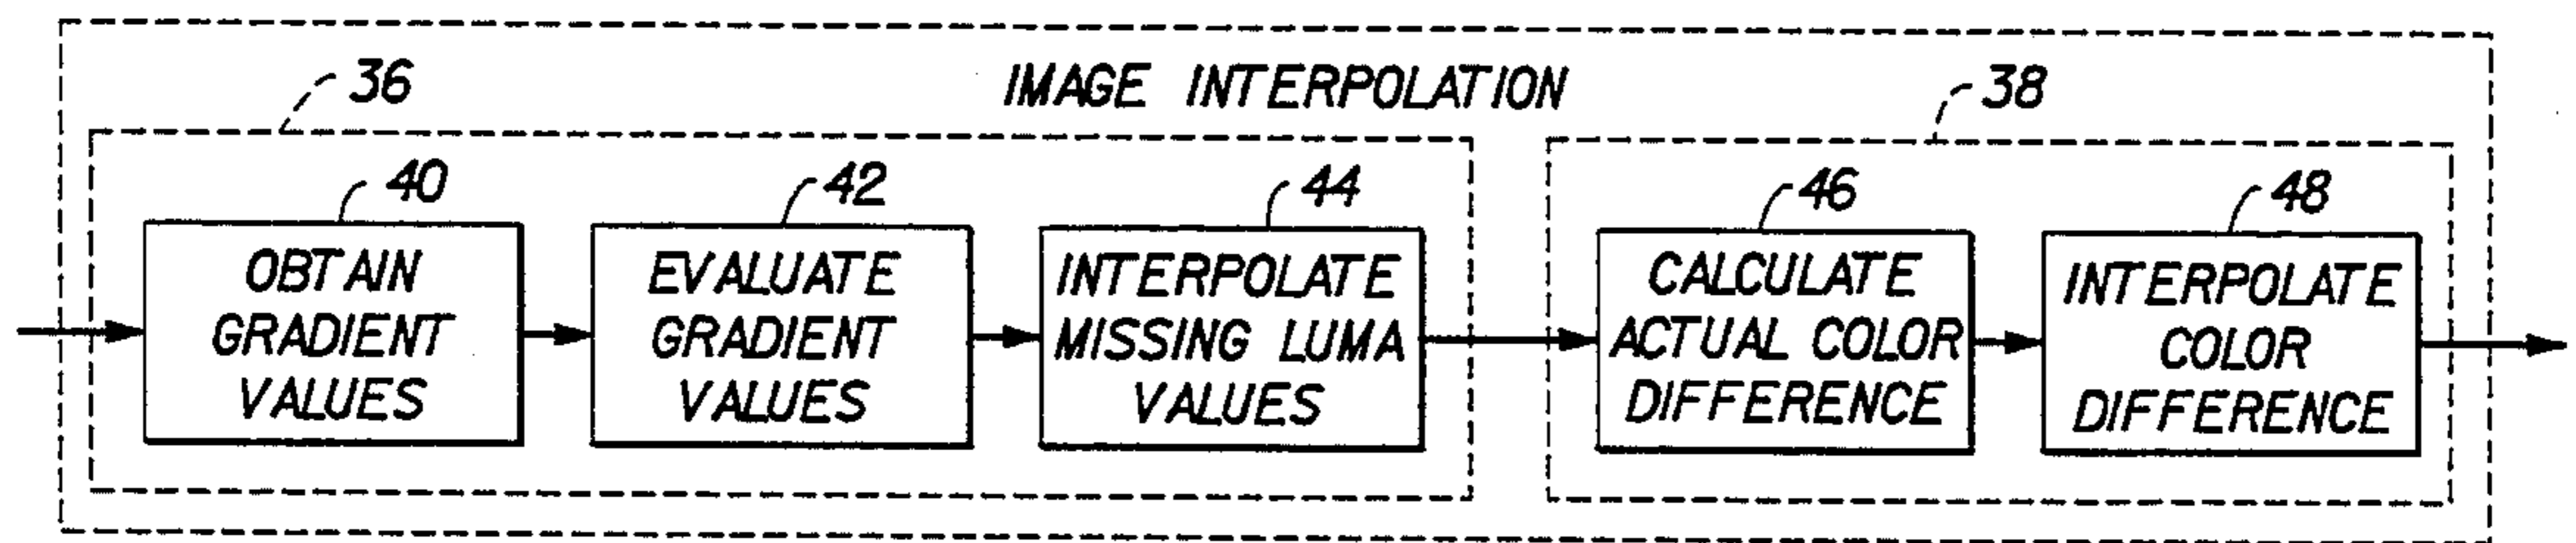 IMAGE INTERPOLATION
36
38
40
OBTAIN
GRADIENT
VALUES
42
EVALUATE
GRADIENT
VALUES
44
INTERPOLATE
MISSING LUMA
VALUES
46
CALCULATE
ACTUAL COLOR
DIFFERENCE
48
INTERPOLATE
COLOR
DIFFERENCE